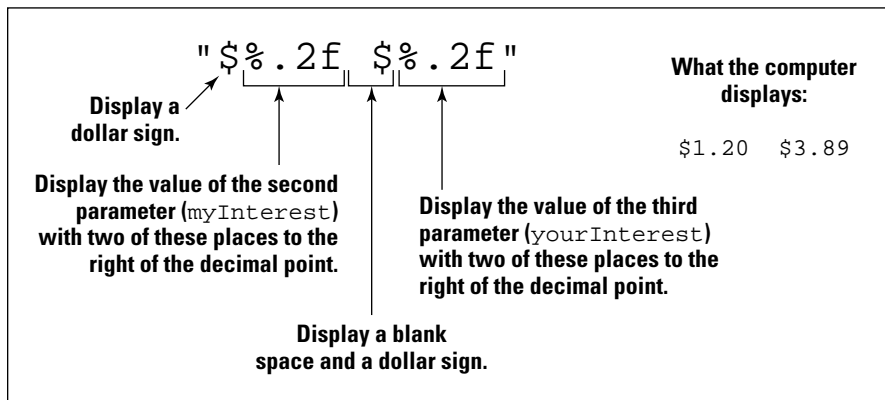 "$%.2f $%.2f"
Display a
dollar sign.
What the computer
displays:
$1.20 $3.89
Display the value of the second
parameter (myInterest)
with two of these places to the
right of the decimal point.
Display the value of the third
parameter (yourInterest)
with two of these places to the
right of the decimal point.
Display a blank
space and a dollar sign.